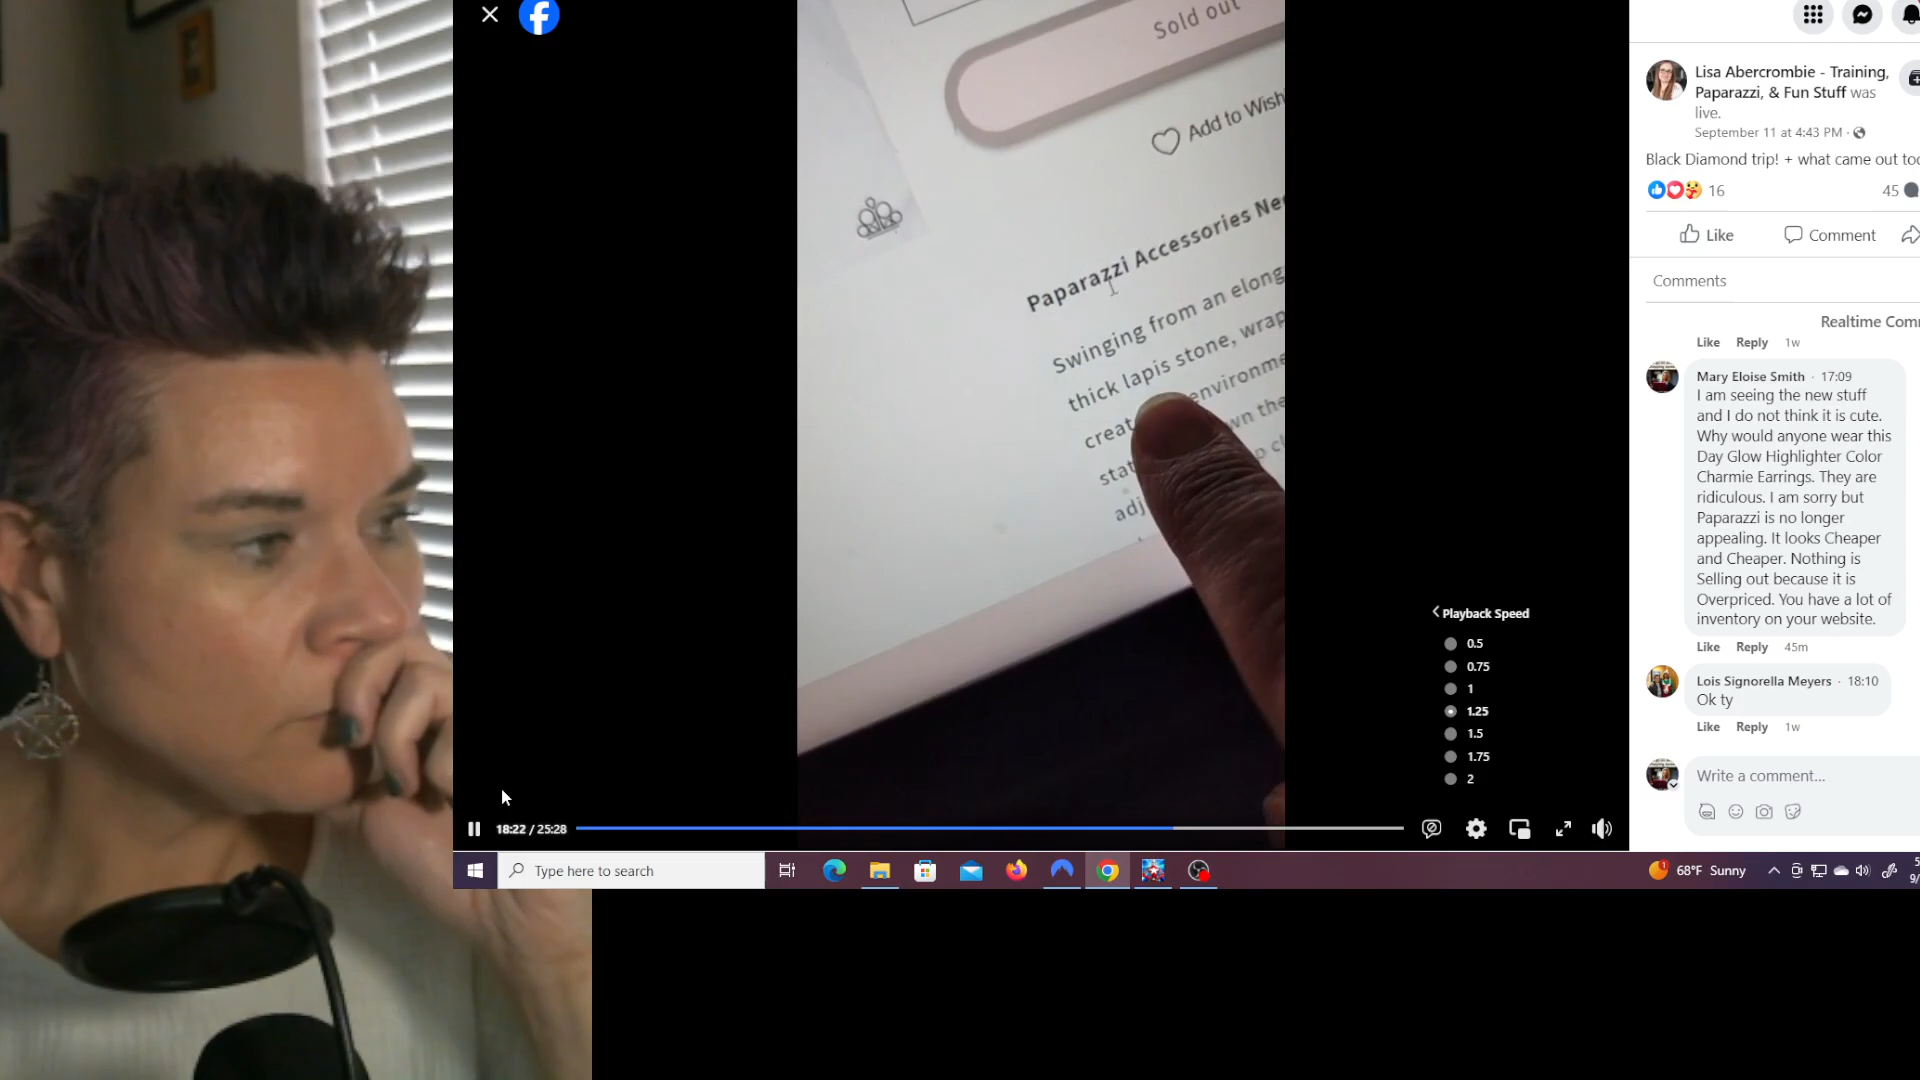 Sold out
Add to Wish
Paparazzi Accessories
Swinging from an elong
thick lapis stone, wrap
environme
wn the
Playback Speed
0.5
0.75
1
1.25
1.5
1.75
2
18:22 / 25:28
Type here to search
68°F Sunny
Lisa Abercrombie - Training,
Paparazzi, & Fun Stuff was
live.
September 11 at 4:43 PM ·
Black Diamond trip! + what came out too
16
45
Like
Comment
Comments
Realtime Com
Like Reply 1w
Mary Eloise Smith · 17:09
I am seeing the new stuff
and I do not think it is cute.
Why would anyone wear this
Day Glow Highlighter Color
Charmie Earrings. They are
ridiculous. I am sorry but
Paparazzi is no longer
appealing. It looks Cheaper
and Cheaper. Nothing is
Selling out because it is
Overpriced. You have a lot of
inventory on your website.
Like Reply 45m
Lois Signorella Meyers · 18:10
Ok ty
Like Reply 1w
Write a comment...